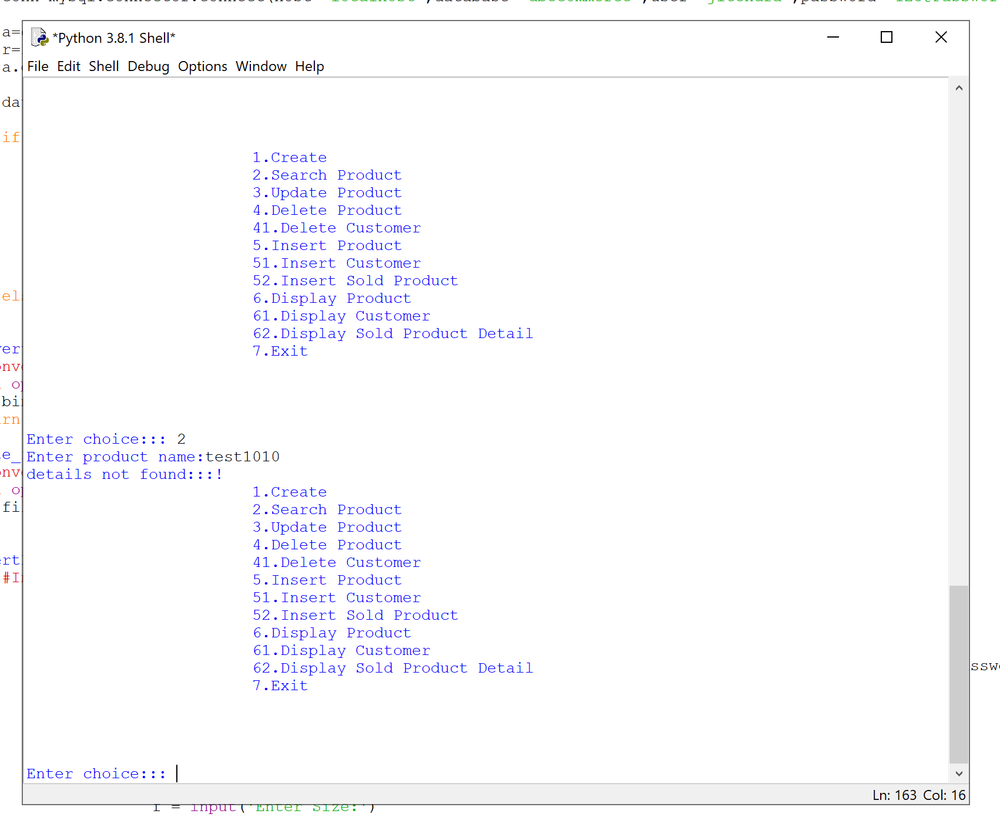 *Python 3.8.1 Shell*
File Edit Shell Debug Options Window Help
1.Create
2.Search Product
3.Update Product
4.Delete Product
41.Delete Customer
5.Insert Product
51.Insert Customer
52.Insert Sold Product
6.Display Product
61.Display Customer
62.Display Sold Product Detail
7.Exit
Enter choice::: 2
Enter product name:test1010
details not found:::!
1.Create
2.Search Product
3.Update Product
4.Delete Product
41.Delete Customer
5.Insert Product
51.Insert Customer
52.Insert Sold Product
6.Display Product
61.Display Customer
62.Display Sold Product Detail
7.Exit
Enter choice:::
Ln: 163 Col: 16
= input('Enter Size:')